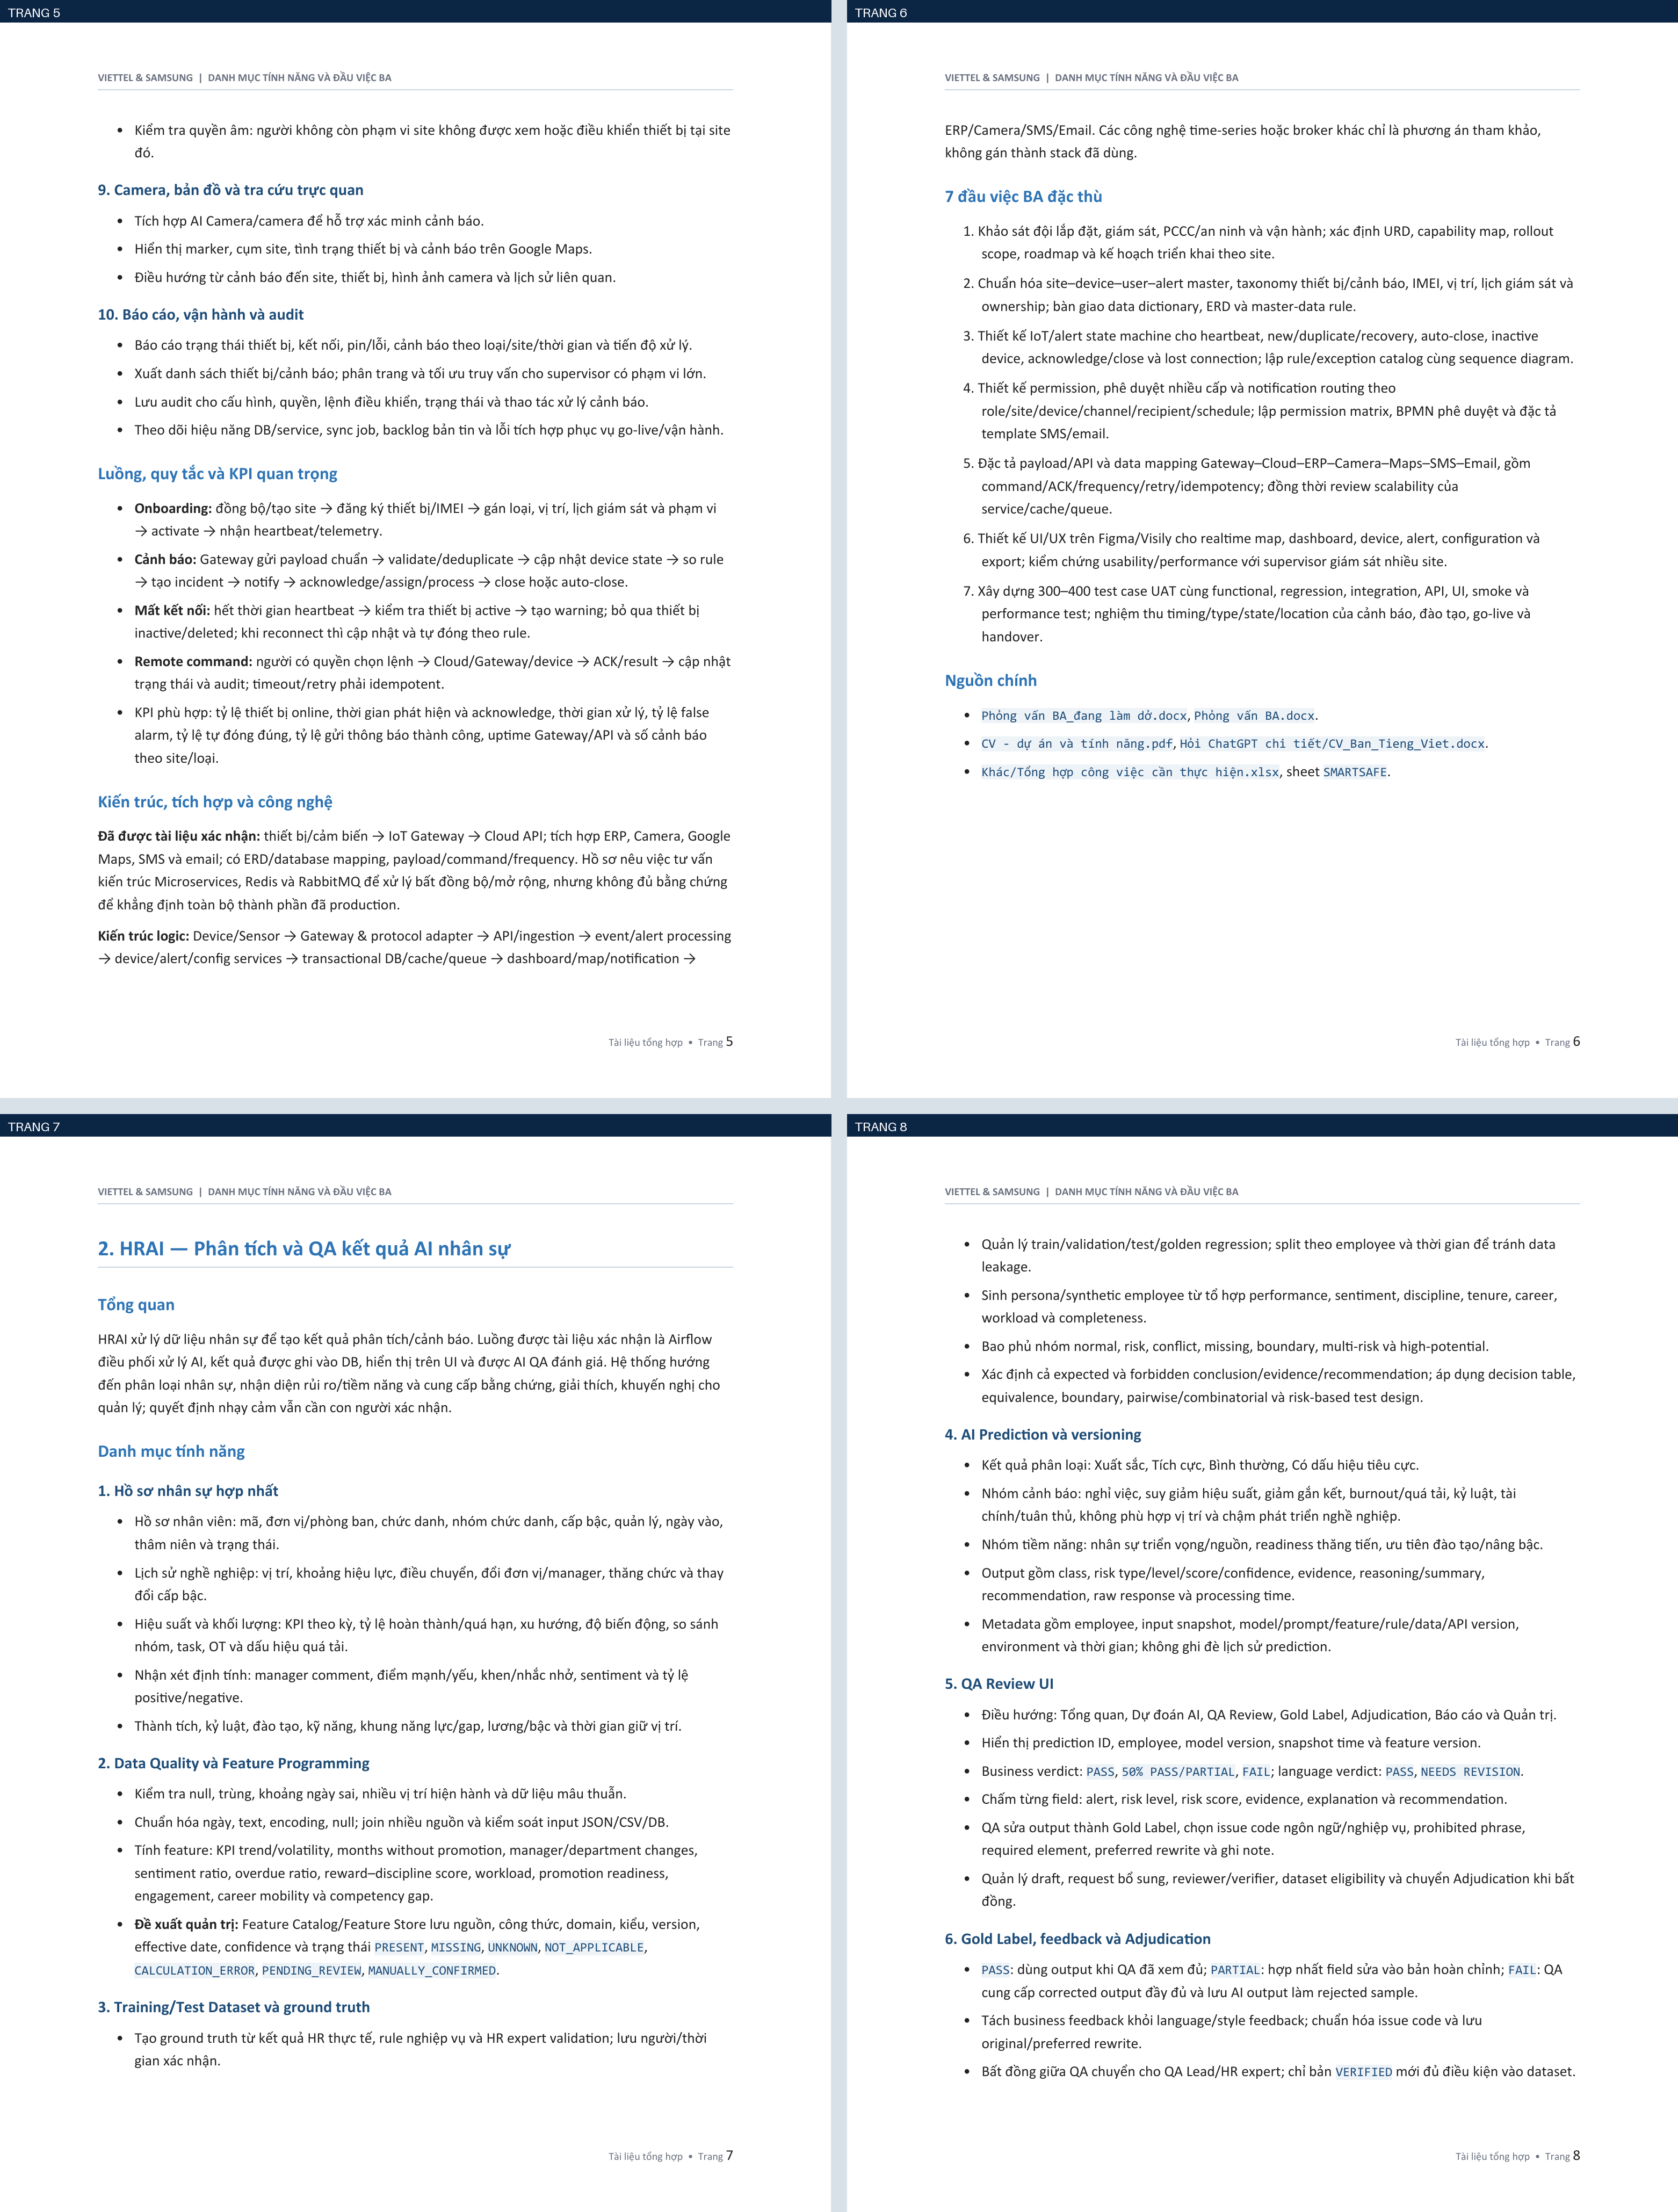 TRANG 5
VIETTEL & SAMSUNG | DANH MỤC TÍNH NĂNG VÀ ĐẦU VIỆC BA
• Kiểm tra quyền âm: người không còn phạm vi site không được xem hoặc điều khiển thiết bị tại site
đó.
9. Camera, bản đồ và tra cứu trực quan
• Tích hợp AI Camera/camera để hỗ trợ xác minh cảnh báo.
• Hiển thị marker, cụm site, tình trạng thiết bị và cảnh báo trên Google Maps.
• Điều hướng từ cảnh báo đến site, thiết bị, hình ảnh camera và lịch sử liên quan.
10. Báo cáo, vận hành và audit
• Báo cáo trạng thái thiết bị, kết nối, pin/lỗi, cảnh báo theo loại/site/thời gian và tiến độ xử lý.
• Xuất danh sách thiết bị/cảnh báo; phân trang và tối ưu truy vấn cho supervisor có phạm vi lớn.
• Lưu audit cho cấu hình, quyền, lệnh điều khiển, trạng thái và thao tác xử lý cảnh báo.
• Theo dõi hiệu năng DB/service, sync job, backlog bản tin và lỗi tích hợp phục vụ go-live/vận hành.
Luồng, quy tắc và KPI quan trọng
• Onboarding: đồng bộ/tạo site → đăng ký thiết bị/IMEI → gán loại, vị trí, lịch giám sát và phạm vi
→ activate → nhận heartbeat/telemetry.
• Cảnh báo: Gateway gửi payload chuẩn → validate/deduplicate → cập nhật device state → so rule
→ tạo incident → notify → acknowledge/assign/process → close hoặc auto-close.
• Mất kết nối: hết thời gian heartbeat → kiểm tra thiết bị active → tạo warning; bỏ qua thiết bị
inactive/deleted; khi reconnect thì cập nhật và tự đóng theo rule.
• Remote command: người có quyền chọn lệnh → Cloud/Gateway/device → ACK/result → cập nhật
trạng thái và audit; timeout/retry phải idempotent.
• KPI phù hợp: tỷ lệ thiết bị online, thời gian phát hiện và acknowledge, thời gian xử lý, tỷ lệ false
alarm, tỷ lệ tự đóng đúng, tỷ lệ gửi thông báo thành công, uptime Gateway/API và số cảnh báo
theo site/loại.
Kiến trúc, tích hợp và công nghệ
Đã được tài liệu xác nhận: thiết bị/cảm biến → IoT Gateway → Cloud API; tích hợp ERP, Camera, Google
Maps, SMS và email; có ERD/database mapping, payload/command/frequency. Hồ sơ nêu việc tư vấn
kiến trúc Microservices, Redis và RabbitMQ để xử lý bất đồng bộ/mở rộng, nhưng không đủ bằng chứng
để khẳng định toàn bộ thành phần đã production.
Kiến trúc logic: Device/Sensor → Gateway & protocol adapter → API/ingestion → event/alert processing
→ device/alert/config services → transactional DB/cache/queue → dashboard/map/notification →
Tài liệu tổng hợp • Trang 5
TRANG 6
VIETTEL & SAMSUNG | DANH MỤC TÍNH NĂNG VÀ ĐẦU VIỆC BA
ERP/Camera/SMS/Email. Các công nghệ time-series hoặc broker khác chỉ là phương án tham khảo,
không gán thành stack đã dùng.
7 đầu việc BA đặc thù
1. Khảo sát đội lắp đặt, giám sát, PCCC/an ninh và vận hành; xác định URD, capability map, rollout
scope, roadmap và kế hoạch triển khai theo site.
2. Chuẩn hóa site–device–user–alert master, taxonomy thiết bị/cảnh báo, IMEI, vị trí, lịch giám sát và
ownership; bàn giao data dictionary, ERD và master-data rule.
3. Thiết kế IoT/alert state machine cho heartbeat, new/duplicate/recovery, auto-close, inactive
device, acknowledge/close và lost connection; lập rule/exception catalog cùng sequence diagram.
4. Thiết kế permission, phê duyệt nhiều cấp và notification routing theo
role/site/device/channel/recipient/schedule; lập permission matrix, BPMN phê duyệt và đặc tả
template SMS/email.
5. Đặc tả payload/API và data mapping Gateway–Cloud–ERP–Camera–Maps–SMS–Email, gồm
command/ACK/frequency/retry/idempotency; đồng thời review scalability của
service/cache/queue.
6. Thiết kế UI/UX trên Figma/Visily cho realtime map, dashboard, device, alert, configuration và
export; kiểm chứng usability/performance với supervisor giám sát nhiều site.
7. Xây dựng 300–400 test case UAT cùng functional, regression, integration, API, UI, smoke và
performance test; nghiệm thu timing/type/state/location của cảnh báo, đào tạo, go-live và
handover.
Nguồn chính
• Phỏng vấn BA_đang làm dở.docx, Phỏng vấn BA.docx.
• CV - dự án và tính năng.pdf, Hỏi ChatGPT chi tiết/CV_Ban_Tieng_Viet.docx.
• Khác/Tổng hợp công việc cần thực hiện.xlsx, sheet SMARTSAFE.
Tài liệu tổng hợp • Trang 6
TRANG 7
VIETTEL & SAMSUNG | DANH MỤC TÍNH NĂNG VÀ ĐẦU VIỆC BA
2. HRAI — Phân tích và QA kết quả AI nhân sự
Tổng quan
HRAI xử lý dữ liệu nhân sự để tạo kết quả phân tích/cảnh báo. Luồng được tài liệu xác nhận là Airflow
điều phối xử lý AI, kết quả được ghi vào DB, hiển thị trên UI và được AI QA đánh giá. Hệ thống hướng
đến phân loại nhân sự, nhận diện rủi ro/tiềm năng và cung cấp bằng chứng, giải thích, khuyến nghị cho
quản lý; quyết định nhạy cảm vẫn cần con người xác nhận.
Danh mục tính năng
1. Hồ sơ nhân sự hợp nhất
• Hồ sơ nhân viên: mã, đơn vị/phòng ban, chức danh, nhóm chức danh, cấp bậc, quản lý, ngày vào,
thâm niên và trạng thái.
• Lịch sử nghề nghiệp: vị trí, khoảng hiệu lực, điều chuyển, đổi đơn vị/manager, thăng chức và thay
đổi cấp bậc.
• Hiệu suất và khối lượng: KPI theo kỳ, tỷ lệ hoàn thành/quá hạn, xu hướng, độ biến động, so sánh
nhóm, task, OT và dấu hiệu quá tải.
• Nhận xét định tính: manager comment, điểm mạnh/yếu, khen/nhắc nhở, sentiment và tỷ lệ
positive/negative.
• Thành tích, kỷ luật, đào tạo, kỹ năng, khung năng lực/gap, lương/bậc và thời gian giữ vị trí.
2. Data Quality và Feature Programming
• Kiểm tra null, trùng, khoảng ngày sai, nhiều vị trí hiện hành và dữ liệu mâu thuẫn.
• Chuẩn hóa ngày, text, encoding, null; join nhiều nguồn và kiểm soát input JSON/CSV/DB.
• Tính feature: KPI trend/volatility, months without promotion, manager/department changes,
sentiment ratio, overdue ratio, reward–discipline score, workload, promotion readiness,
engagement, career mobility và competency gap.
• Đề xuất quản trị: Feature Catalog/Feature Store lưu nguồn, công thức, domain, kiểu, version,
effective date, confidence và trạng thái PRESENT, MISSING, UNKNOWN, NOT_APPLICABLE,
CALCULATION_ERROR, PENDING_REVIEW, MANUALLY_CONFIRMED.
3. Training/Test Dataset và ground truth
• Tạo ground truth từ kết quả HR thực tế, rule nghiệp vụ và HR expert validation; lưu người/thời
gian xác nhận.
Tài liệu tổng hợp • Trang 7
TRANG 8
VIETTEL & SAMSUNG | DANH MỤC TÍNH NĂNG VÀ ĐẦU VIỆC BA
• Quản lý train/validation/test/golden regression; split theo employee và thời gian để tránh data
leakage.
• Sinh persona/synthetic employee từ tổ hợp performance, sentiment, discipline, tenure, career,
workload và completeness.
• Bao phủ nhóm normal, risk, conflict, missing, boundary, multi-risk và high-potential.
• Xác định cả expected và forbidden conclusion/evidence/recommendation; áp dụng decision table,
equivalence, boundary, pairwise/combinatorial và risk-based test design.
4. AI Prediction và versioning
• Kết quả phân loại: Xuất sắc, Tích cực, Bình thường, Có dấu hiệu tiêu cực.
• Nhóm cảnh báo: nghỉ việc, suy giảm hiệu suất, giảm gắn kết, burnout/quá tải, kỷ luật, tài
chính/tuân thủ, không phù hợp vị trí và chậm phát triển nghề nghiệp.
• Nhóm tiềm năng: nhân sự triển vọng/nguồn, readiness thăng tiến, ưu tiên đào tạo/nâng bậc.
• Output gồm class, risk type/level/score/confidence, evidence, reasoning/summary,
recommendation, raw response và processing time.
• Metadata gồm employee, input snapshot, model/prompt/feature/rule/data/API version,
environment và thời gian; không ghi đè lịch sử prediction.
5. QA Review UI
• Điều hướng: Tổng quan, Dự đoán AI, QA Review, Gold Label, Adjudication, Báo cáo và Quản trị.
• Hiển thị prediction ID, employee, model version, snapshot time và feature version.
• Business verdict: PASS, 50% PASS/PARTIAL, FAIL; language verdict: PASS, NEEDS REVISION.
• Chấm từng field: alert, risk level, risk score, evidence, explanation và recommendation.
• QA sửa output thành Gold Label, chọn issue code ngôn ngữ/nghiệp vụ, prohibited phrase,
required element, preferred rewrite và ghi note.
• Quản lý draft, request bổ sung, reviewer/verifier, dataset eligibility và chuyển Adjudication khi bất
đồng.
6. Gold Label, feedback và Adjudication
• PASS: dùng output khi QA đã xem đủ; PARTIAL: hợp nhất field sửa vào bản hoàn chỉnh; FAIL: QA
cung cấp corrected output đầy đủ và lưu AI output làm rejected sample.
• Tách business feedback khỏi language/style feedback; chuẩn hóa issue code và lưu
original/preferred rewrite.
• Bất đồng giữa QA chuyển cho QA Lead/HR expert; chỉ bản VERIFIED mới đủ điều kiện vào dataset.
Tài liệu tổng hợp • Trang 8